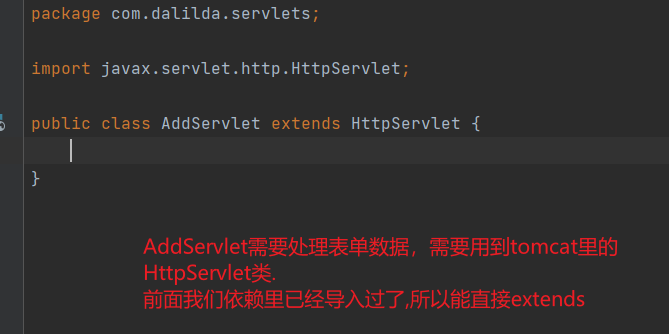 package com.dalilda.servlets;
import javax.servlet.http.HttpServlet;
public class AddServlet extends HttpServlet {
}
AddServlet需要处理表单数据，需要用到tomcat里的
HttpServlet类.
前面我们依赖里已经导入过了,所以能直接extends